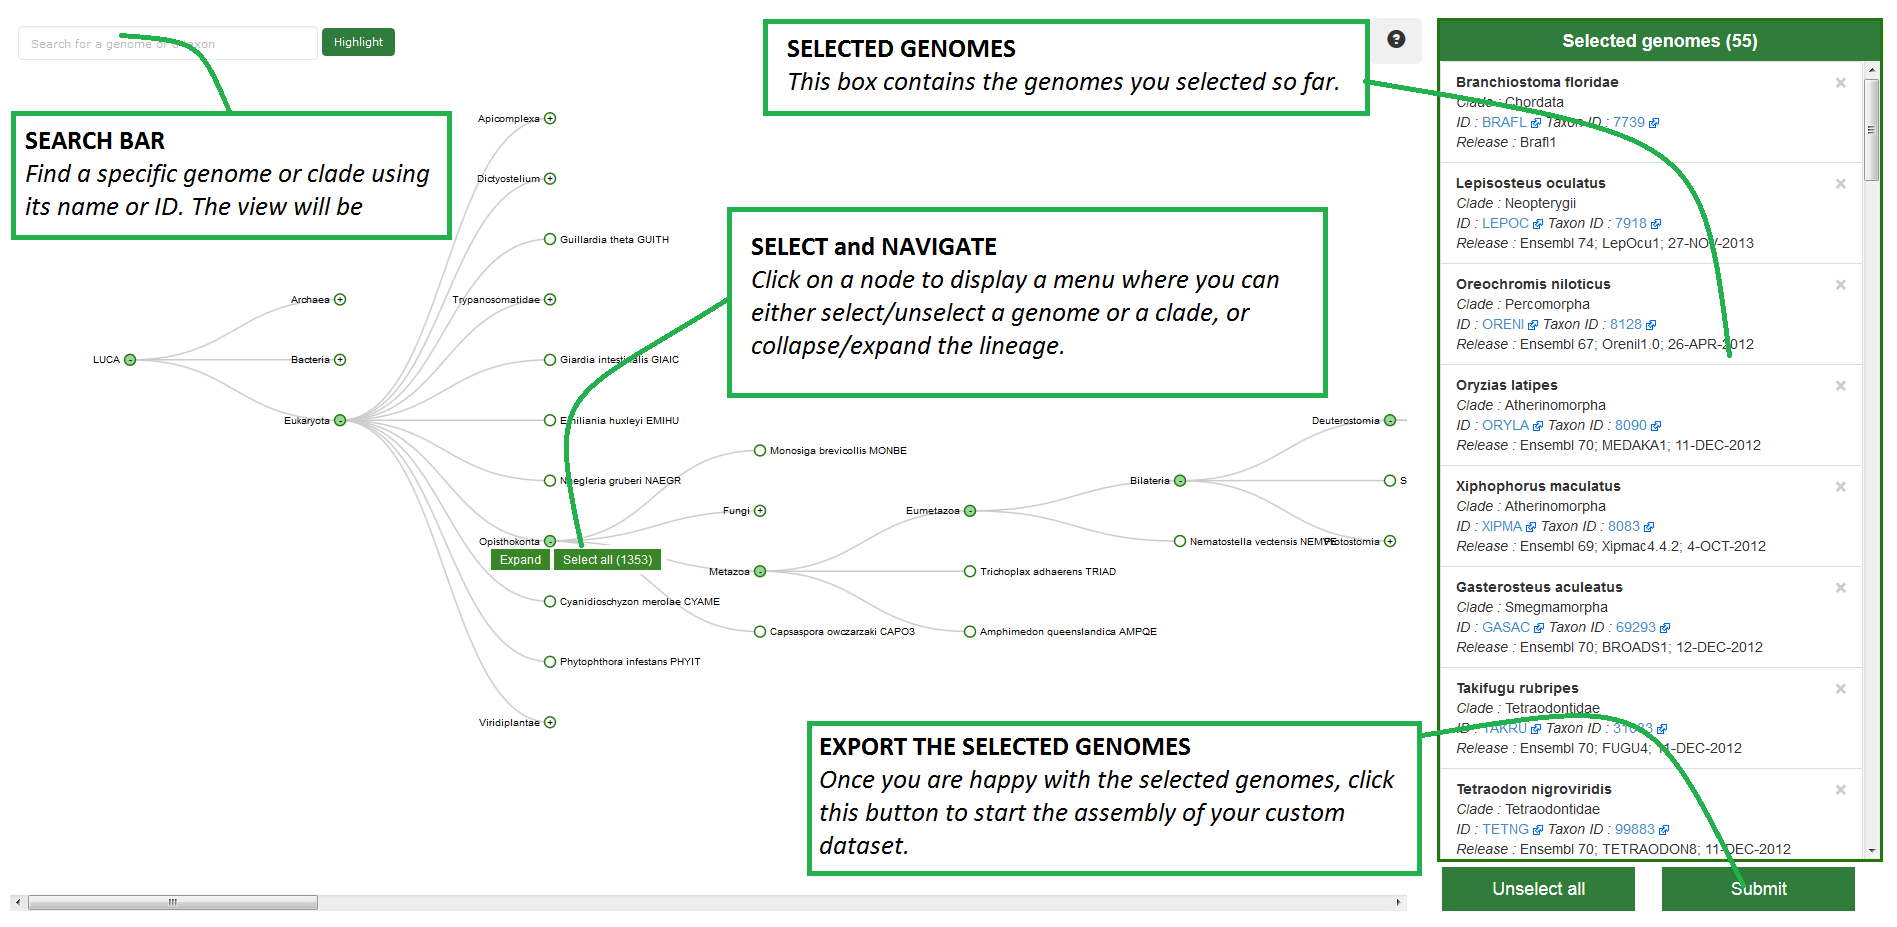 Search for a genome or a taxon
Highlight
SEARCH BAR
Find a specific genome or clade using
its name or ID. The view will be
SELECTED GENOMES
This box contains the genomes you selected so far.
SELECT and NAVIGATE
Click on a node to display a menu where you can
either select/unselect a genome or a clade, or
collapse/expand the lineage.
EXPORT THE SELECTED GENOMES
Once you are happy with the selected genomes, click
this button to start the assembly of your custom
dataset.
LUCA
Archaea
Bacteria
Eukaryota
Apicomplexa
Dictyostelium
Guillardia theta GUITH
Trypanosomatidae
Giardia intestinalis GIAIC
Emiliania huxleyi EMIHU
Naegleria gruberi NAEGR
Opisthokonta
Expand
Select all (1353)
Cyanidioschyzon merolae CYAME
Phytophthora infestans PHYIT
Viridiplantae
Monosiga brevicollis MONBE
Fungi
Metazoa
Capsaspora owczarzaki CAPO3
Eumetazoa
Trichoplax adhaerens TRIAD
Amphimedon queenslandica AMPQE
Bilateria
Nematostella vectensis NEMVE
Deuterostomia
S
Protostomia
Selected genomes (55)
Branchiostoma floridae
Clade : Chordata
ID : BRAFL Taxon ID : 7739
Release : Brafl1
Lepisosteus oculatus
Clade : Neopterygii
ID : LEPOC Taxon ID : 7918
Release : Ensembl 74; LepOcu1; 27-NOV-2013
Oreochromis niloticus
Clade : Percomorpha
ID : ORENI Taxon ID : 8128
Release : Ensembl 67; Orenil1.0; 26-APR-2012
Oryzias latipes
Clade : Atherinomorpha
ID : ORYLA Taxon ID : 8090
Release : Ensembl 70; MEDAKA1; 11-DEC-2012
Xiphophorus maculatus
Clade : Atherinomorpha
ID : XIPMA Taxon ID : 8083
Release : Ensembl 69; Xipmac4.4.2; 4-OCT-2012
Gasterosteus aculeatus
Clade : Smegmamorpha
ID : GASAC Taxon ID : 69293
Release : Ensembl 70; BROADS1; 12-DEC-2012
Takifugu rubripes
Clade : Tetraodontidae
ID : TAKRU Taxon ID : 31033
Release : Ensembl 70; FUGU4; 11-DEC-2012
Tetraodon nigroviridis
Clade : Tetraodontidae
ID : TETNG Taxon ID : 99883
Release : Ensembl 70; TETRAODON8; 11-DEC-2012
Unselect all
Submit